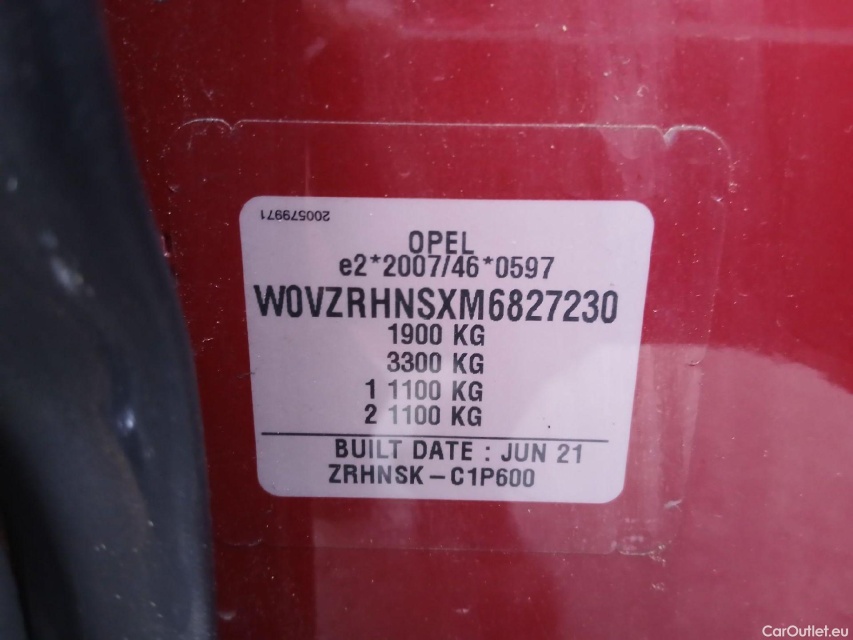 200579971
OPEL
e2*2007/46*0597
W0VZRHNSXM6827230
1900 KG
3300 KG
1 1100 KG
2 1100 KG
BUILT DATE : JUN 21
ZRHNSK-C1P600
CarOutlet.eu